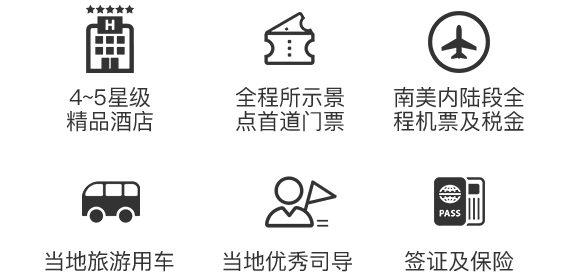 H
4~5星级
精品酒店
全程所示景
点首道门票
南美内陆段全
程机票及税金
当地旅游用车
当地优秀司导
PASS
签证及保险